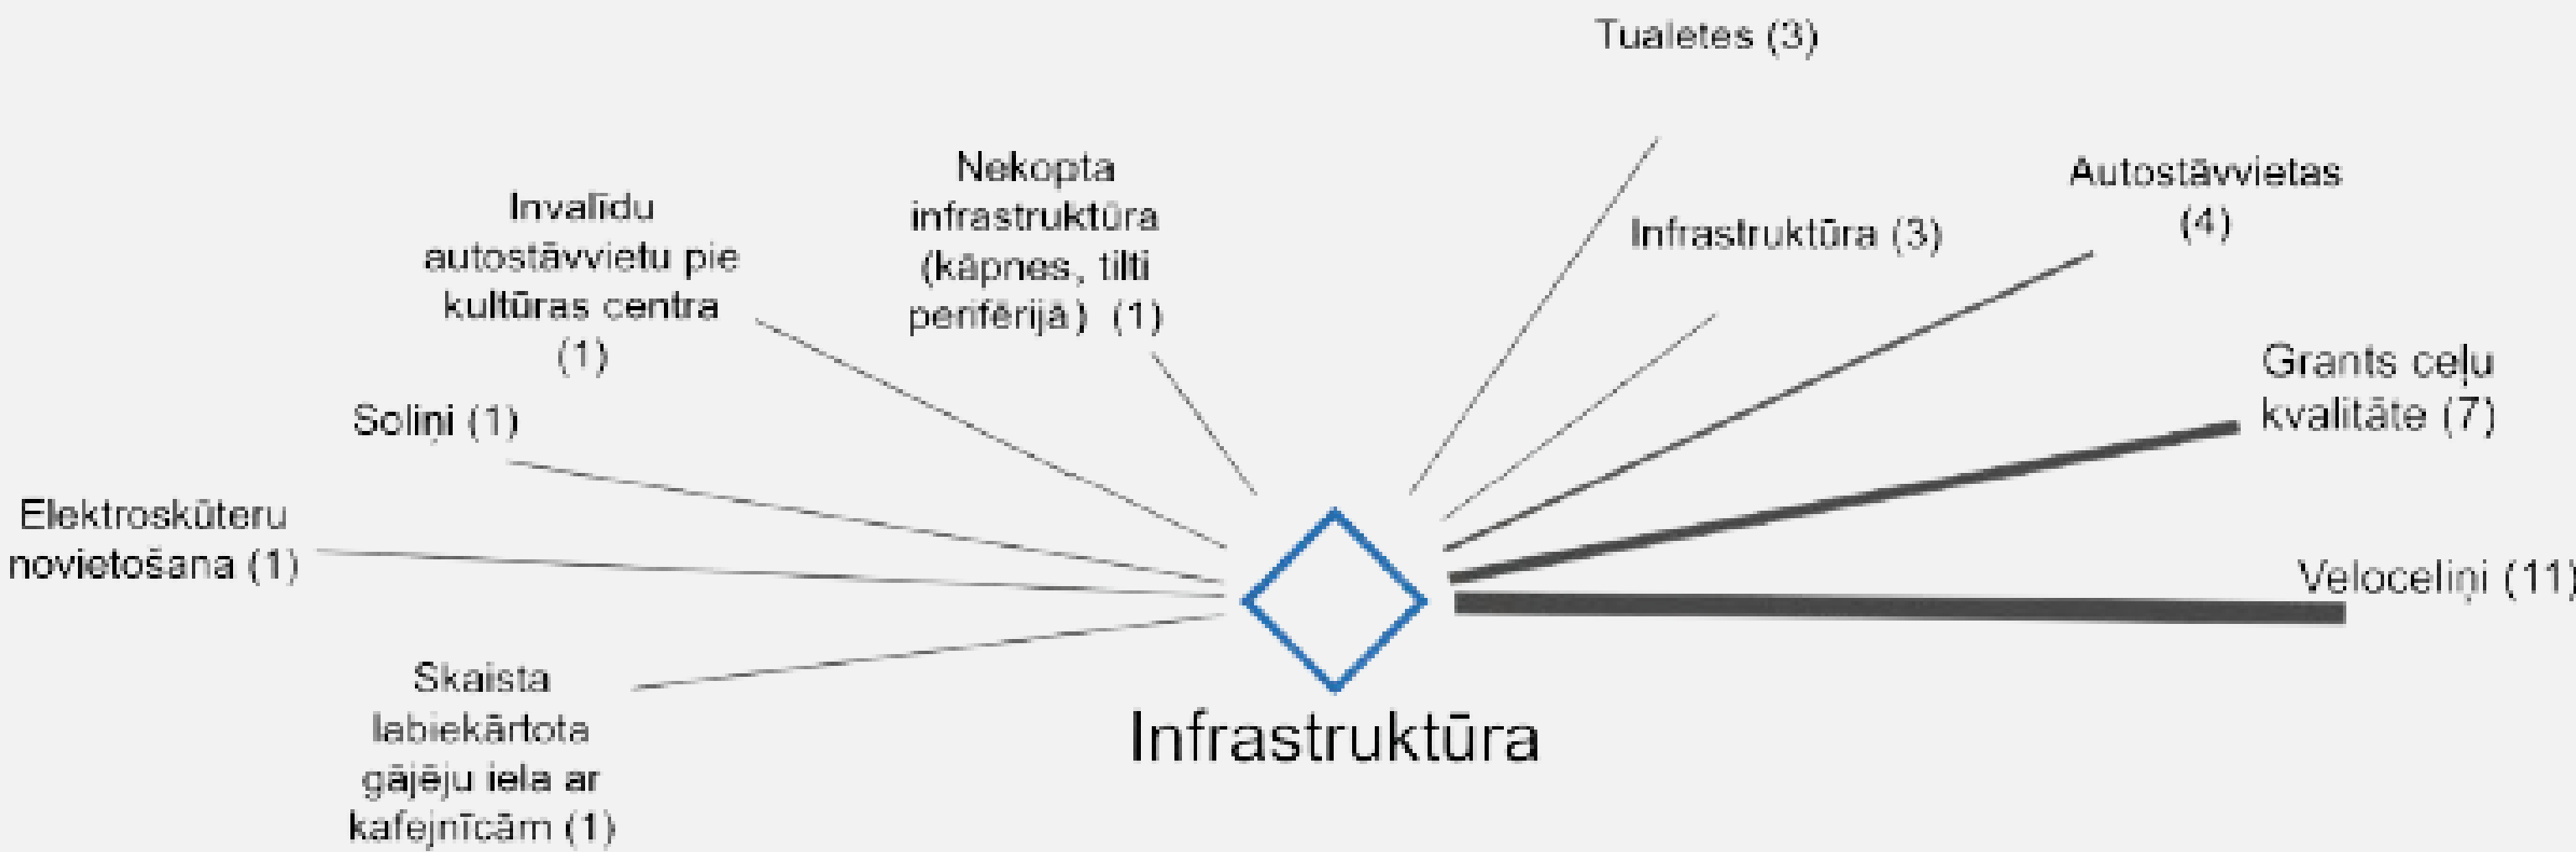 Tualetes (3)
Nekopta
infrastruktūra
(kāpnes, tilti
perifērijā) (1)
Autostāvvietas
(4)
Invalīdu
autostāvvietu pie
kultūras centra
(1)
Infrastruktūra (3)
Grants ceļu
kvalitāte (7)
Soliņi (1)
Elektroskūteru
novietošana (1)
Veloceliņi (11)
Skaista
labiekārtota
gājēju iela ar
kafejnīcām (1)
Infrastruktūra